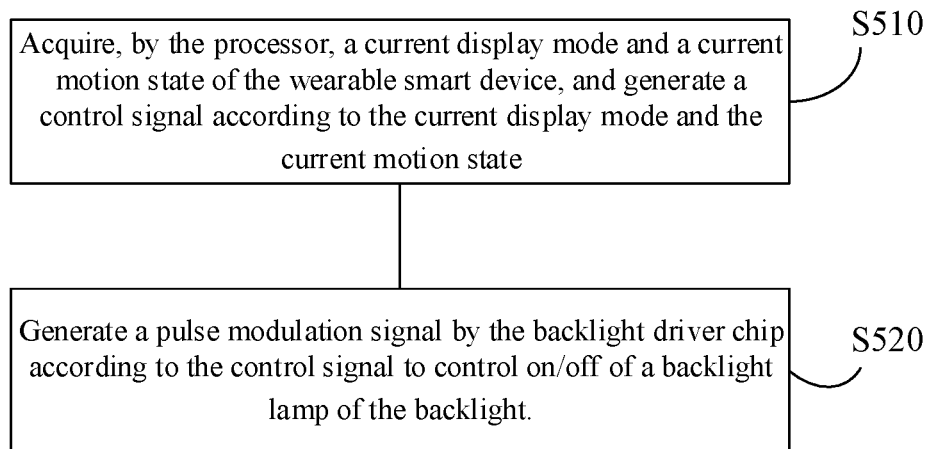 S510
Acquire, by the processor, a current display mode and a current
motion state of the wearable smart device, and generate a
control signal according to the current display mode and the
current motion state
S520
Generate a pulse modulation signal by the backlight driver chip
according to the control signal to control on/off of a backlight
lamp of the backlight.